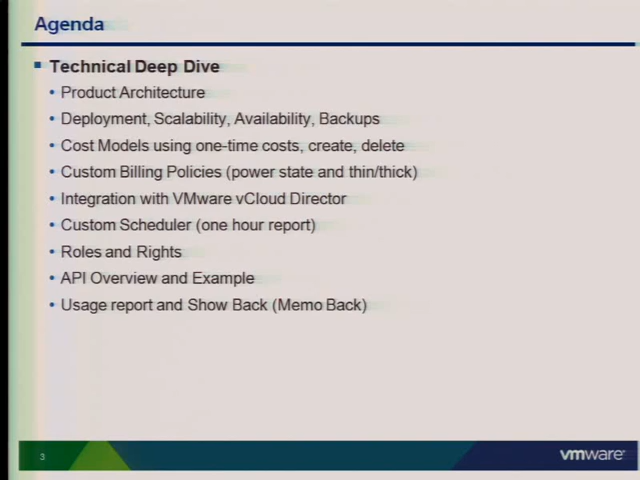 Agenda
Technical Deep Dive
Product Architecture
Deployment, Scalability, Availability, Backups
Cost Models using one-time costs, create, delete
Custom Billing Policies (power state and thin/thick)
Integration with VMware vCloud Director
Custom Scheduler (one hour report)
Roles and Rights
API Overview and Example
Usage report and Show Back (Memo Back)
3
vmware